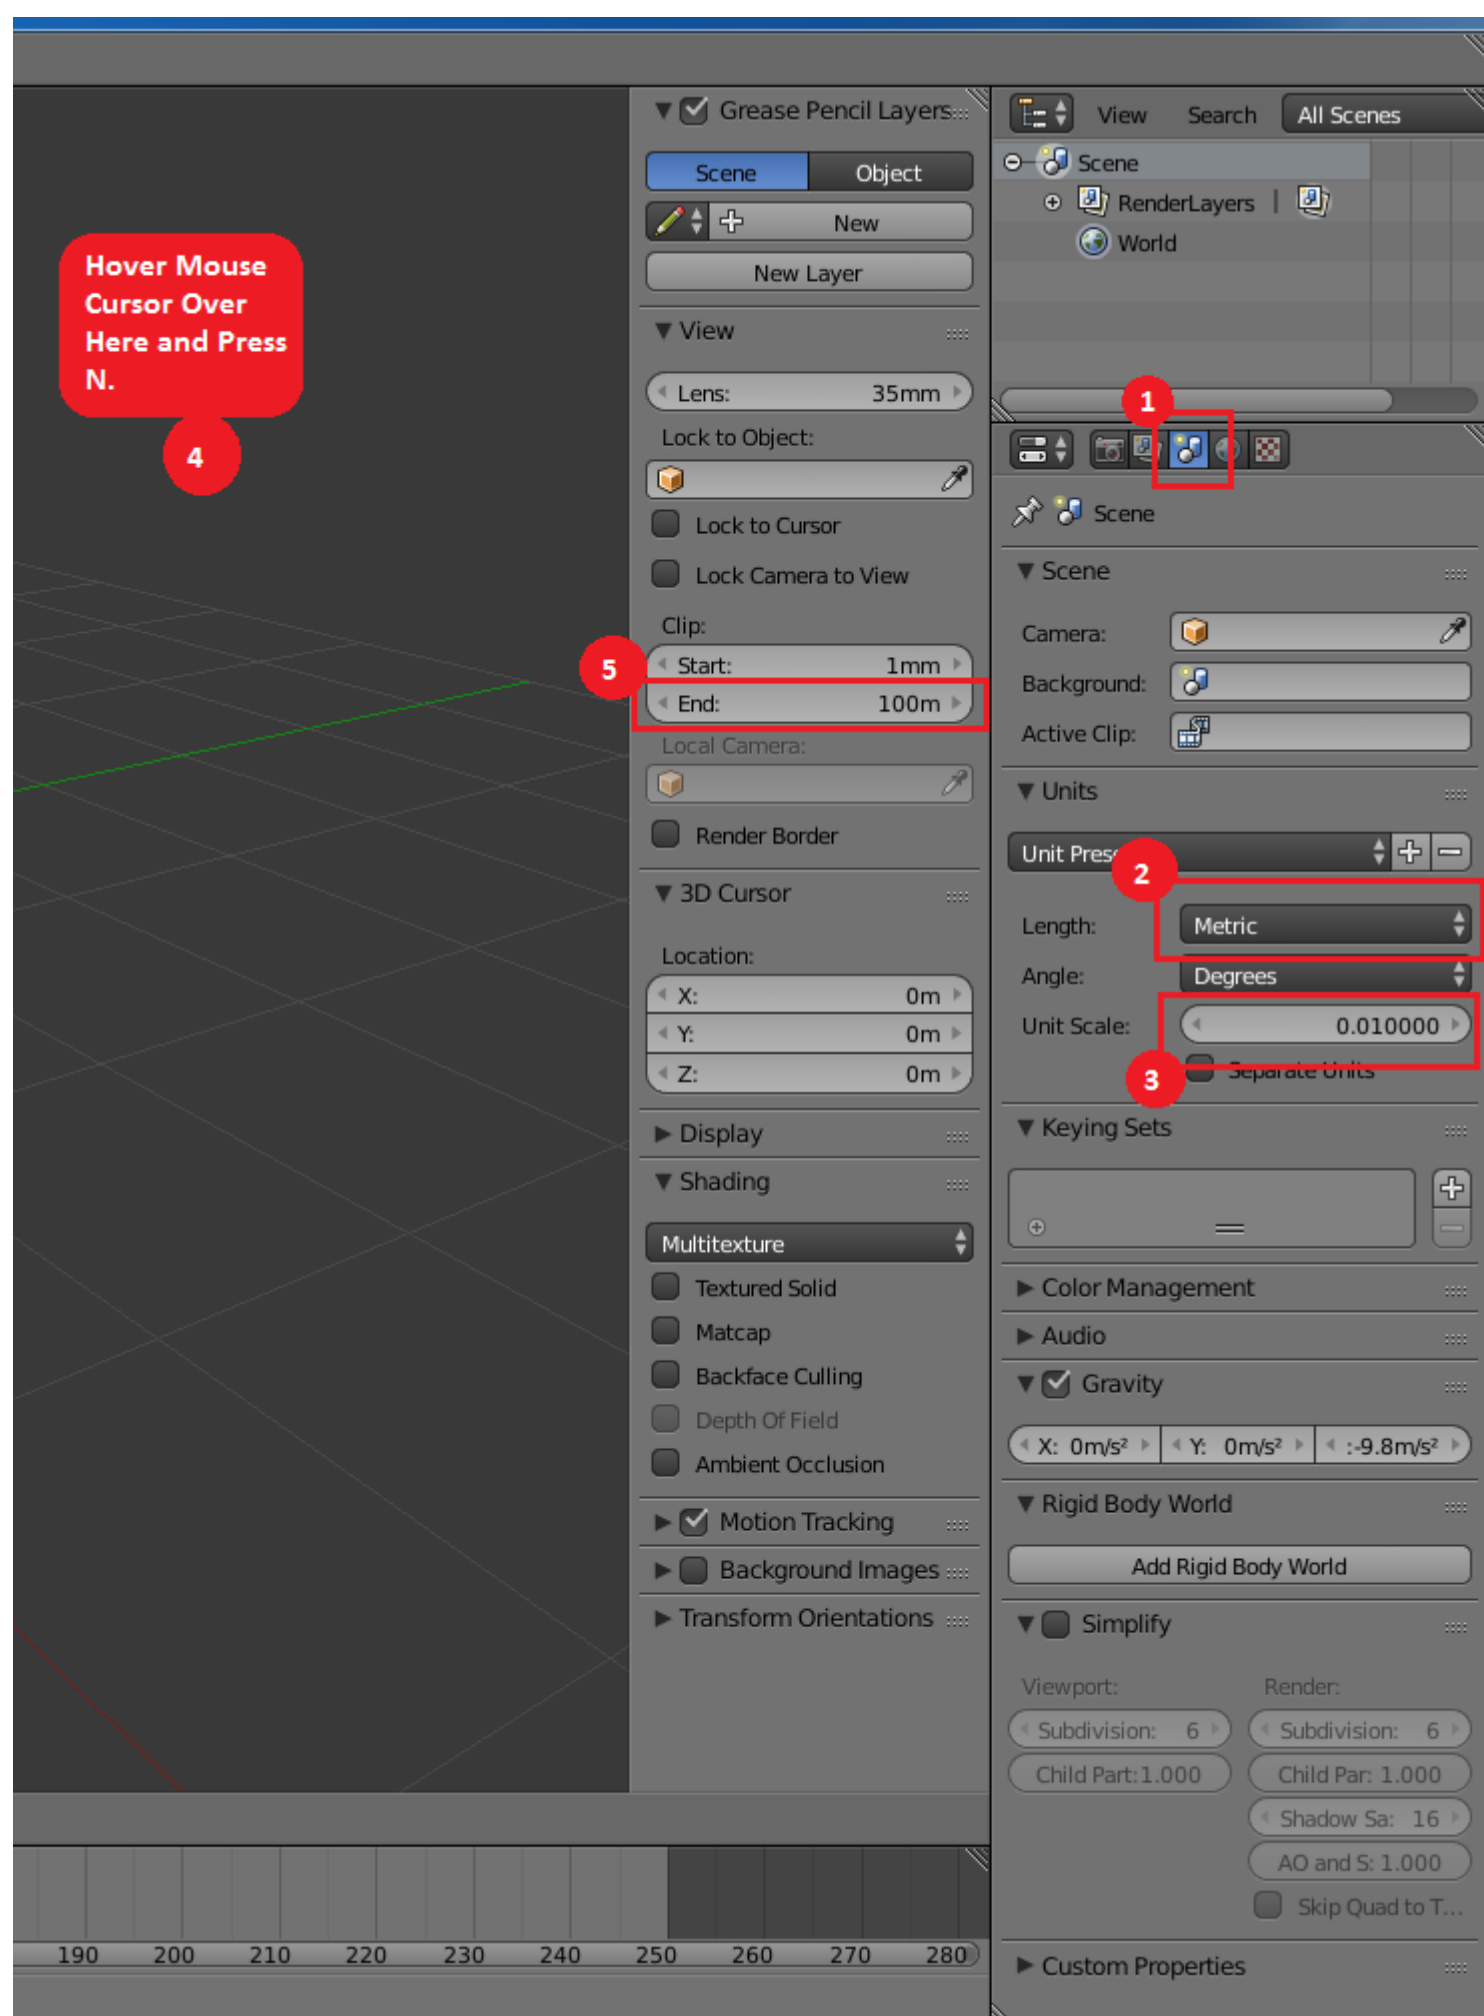 Hover Mouse
Cursor Over
Here and Press
N.
4
Grease Pencil Layers
Scene Object
New
New Layer
View
Lens: 35mm
Lock to Object:
Lock to Cursor
Lock Camera to View
Clip:
5
Start: 1mm
End: 100m
Local Camera:
Render Border
3D Cursor
Location:
X: 0m
Y: 0m
Z: 0m
Display
Shading
Multitexture
Textured Solid
Matcap
Backface Culling
Depth Of Field
Ambient Occlusion
Motion Tracking
Background Images
Transform Orientations
View Search All Scenes
Scene
RenderLayers |
World
1
Scene
Scene
Camera:
Background:
Active Clip:
Units
Unit Pres
2
Length: Metric
Angle: Degrees
Unit Scale: 0.010000
3
Separate Units
Keying Sets
Color Management
Audio
Gravity
X: 0m/s² Y: 0m/s² :-9.8m/s²
Rigid Body World
Add Rigid Body World
Simplify
Viewport: Render:
Subdivision: 6 Subdivision: 6
Child Part:1.000 Child Par: 1.000
Shadow Sa: 16
AO and S: 1.000
Skip Quad to T...
Custom Properties
190 200 210 220 230 240 250 260 270 280